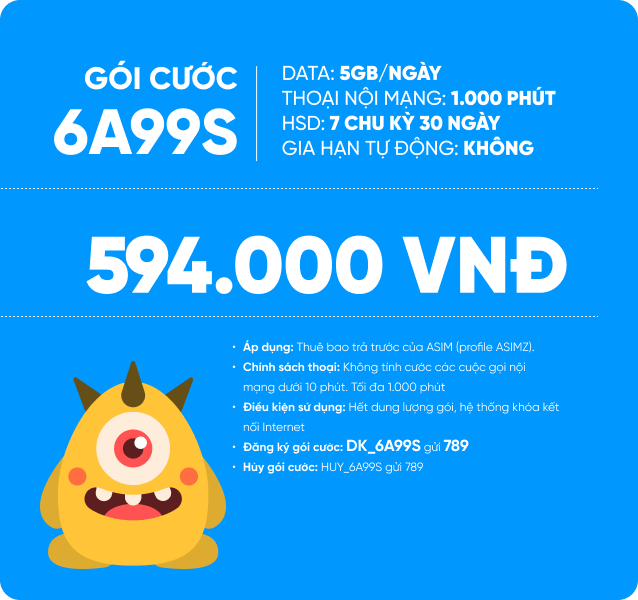 GÓI CƯỚC
6A99S
DATA: 5GB/NGÀY
THOẠI NỘI MẠNG: 1.000 PHÚT
HSD: 7 CHU KỲ 30 NGÀY
GIA HẠN TỰ ĐỘNG: KHÔNG
594.000 VNĐ
• Áp dụng: Thuê bao trả trước của ASIM (profile ASIMZ).
• Chính sách thoại: Không tính cước các cuộc gọi nội
mạng dưới 10 phút. Tối đa 1.000 phút
• Điều kiện sử dụng: Hết dung lượng gói, hệ thống khóa kết
nối Internet
• Đăng ký gói cước: DK_6A99S gửi 789
• Hủy gói cước: HUY_6A99S gửi 789